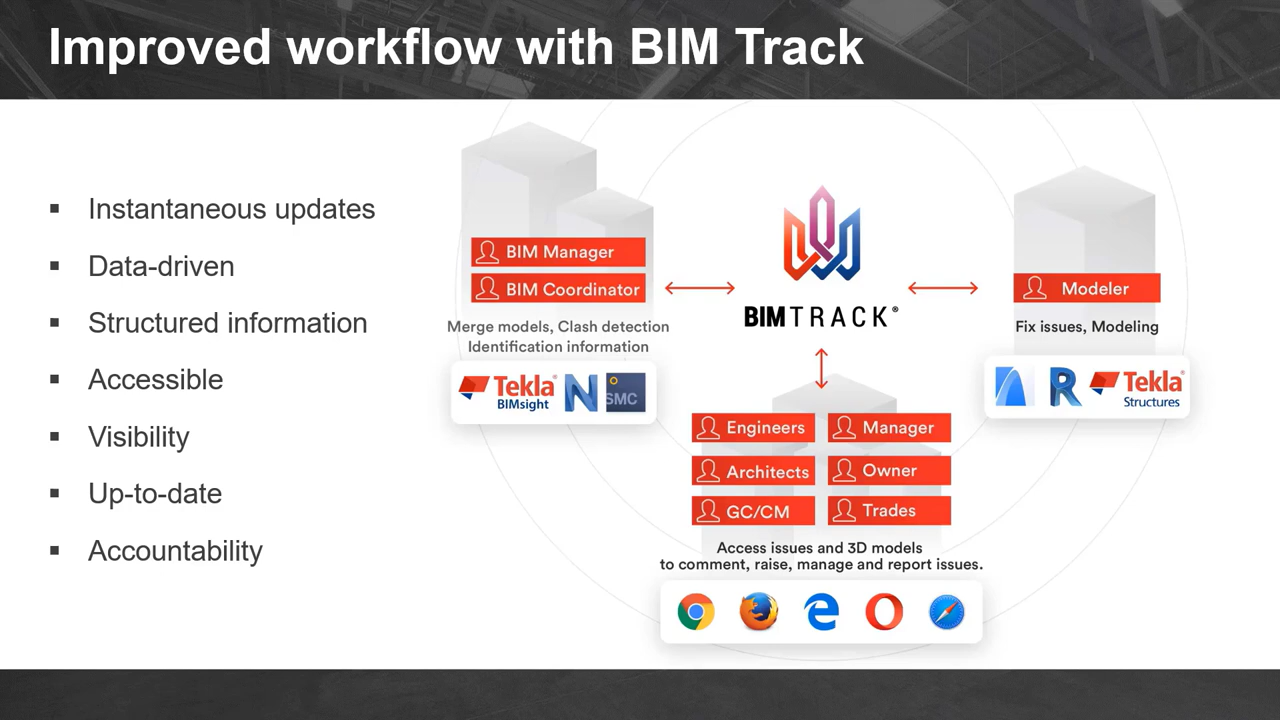 Improved workflow with BIM Track
▪ Instantaneous updates
▪ Data-driven
▪ Structured information
▪ Accessible
▪ Visibility
▪ Up-to-date
▪ Accountability
BIM Manager
BIM Coordinator
Merge models, Clash detection
Identification information
Tekla®
BIMsight
N
SMC
BIMTRACK®
Modeler
Fix issues, Modeling
R
Tekla®
Structures
Engineers
Manager
Architects
Owner
GC/CM
Trades
Access issues and 3D models
to comment, raise, manage and report issues.